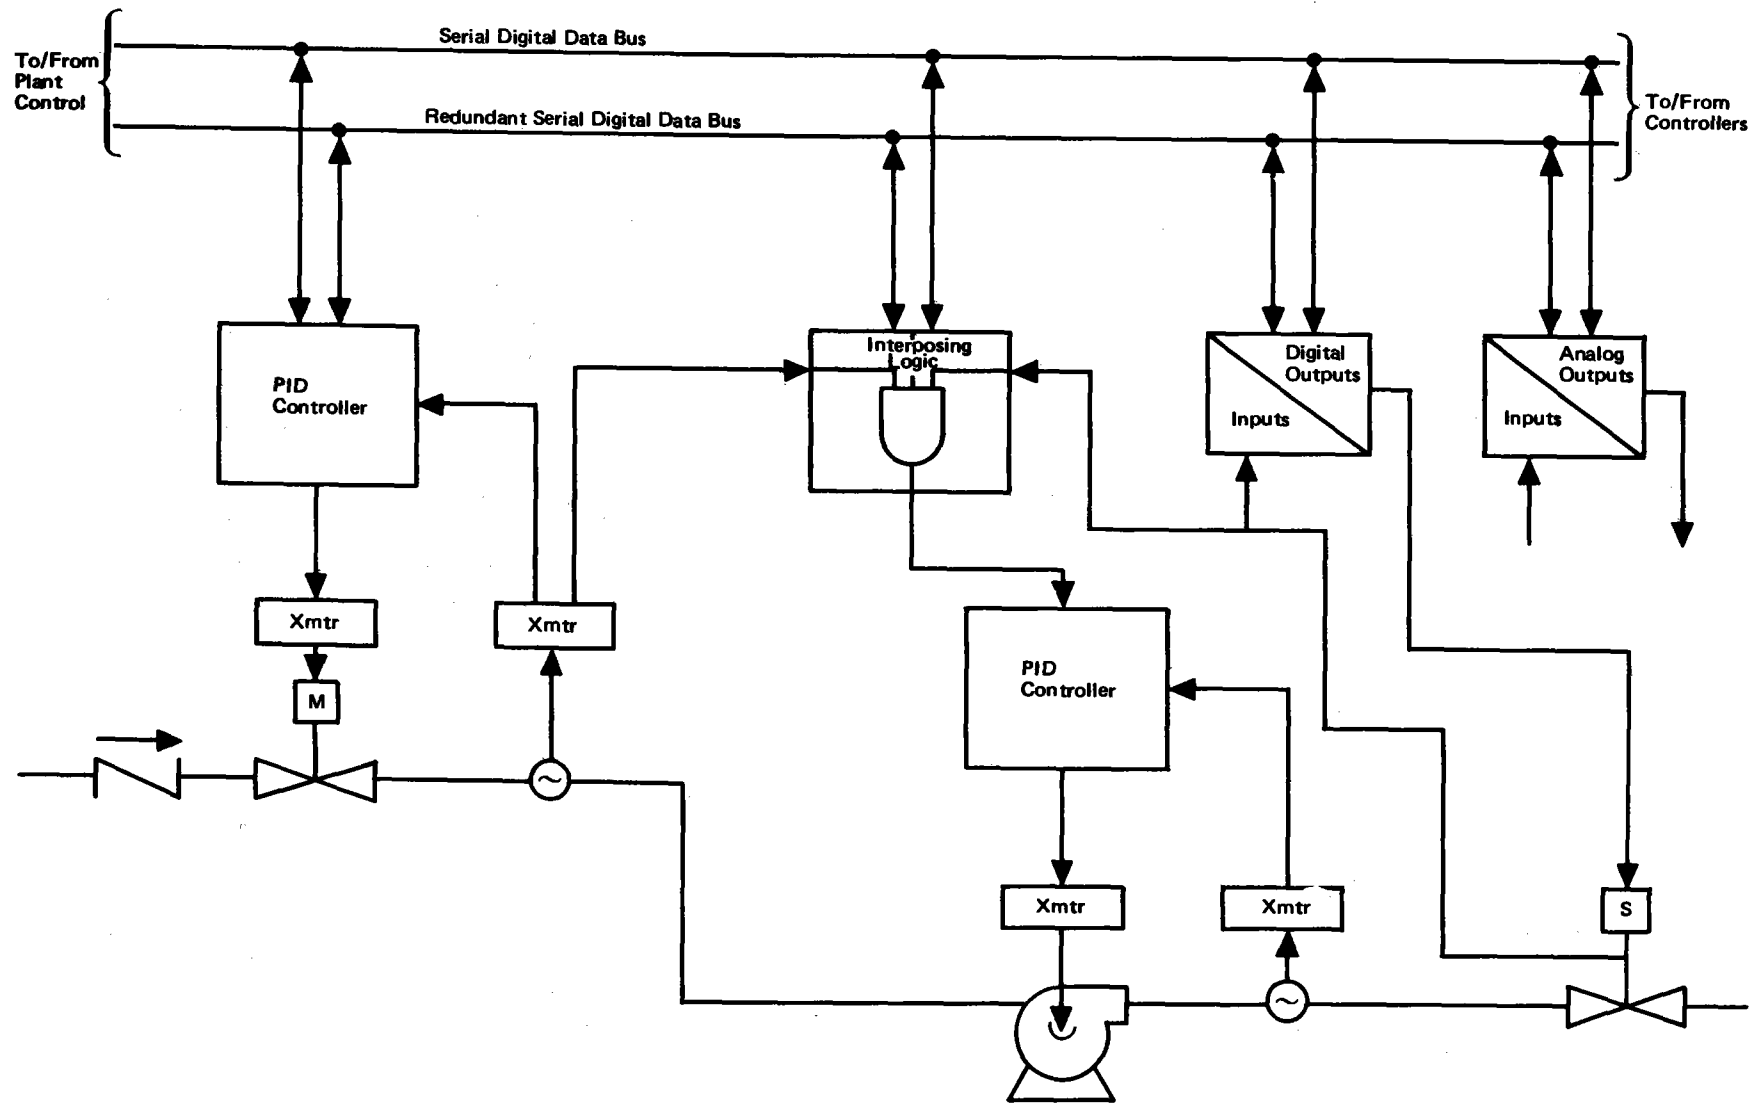 Serial Digital Data Bus
To/From
Plant
Control
Redundant Serial Digital Data Bus
To/From
Controllers
PID
Controller
Interposing
Logic
Digital
Outputs
Inputs
Analog
Outputs
Inputs
Xmtr
Xmtr
M
PID
Controller
Xmtr
Xmtr
S